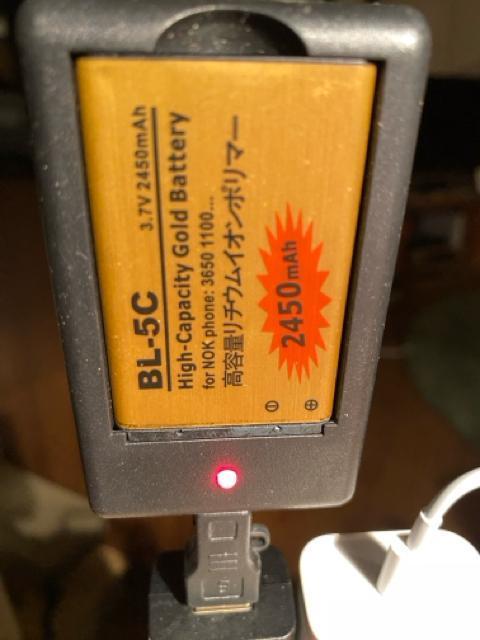 BL-5C 3.7V 2450mAh
High-Capacity Gold Battery
for NOK phone: 3650 1100...
高容量リチウムイオンポリマー
2450mAh
⊖ ⊕